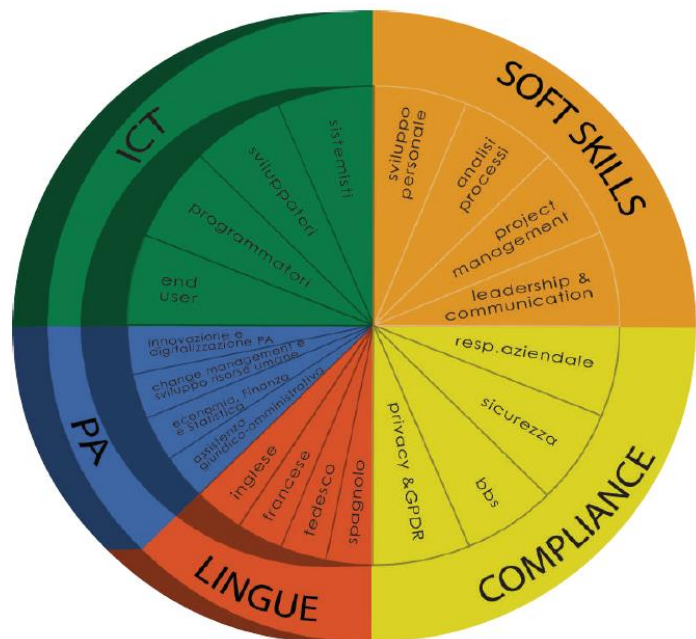 ICT
sistemisti
sviluppatori
programmatori
end
user
SOFT SKILLS
sviluppo
personale
analisi
processi
project
management
leadership &
communication
COMPLIANCE
resp.aziendale
sicurezza
bbs
privacy &GPDR
LINGUE
spagnolo
tedesco
francese
inglese
PA
assistenza
giuridico-amministrativa
economia, Finanza
e Statistica
change management e
sviluppo risorse umane
innovazione e
digitalizzazione PA